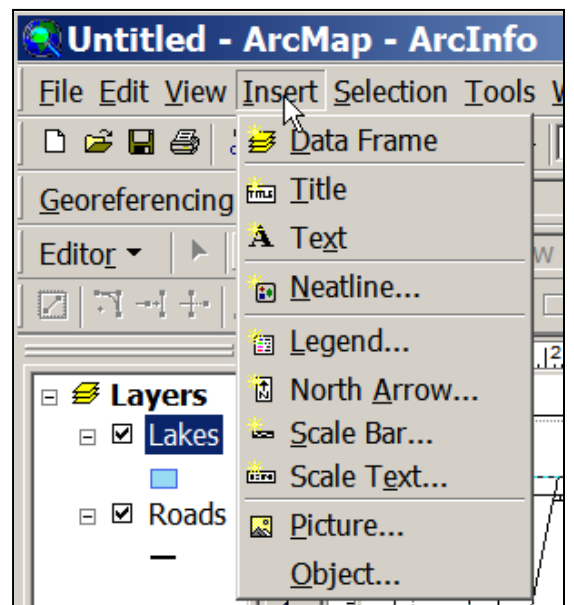 Untitled - ArcMap - ArcInfo
File Edit View Insert Selection Tools
Data Frame
Georeferencing
Title
Text
Editor
Neatline...
Legend...
Layers
North Arrow...
Lakes
Scale Bar...
Scale Text...
Roads
Picture...
Object...